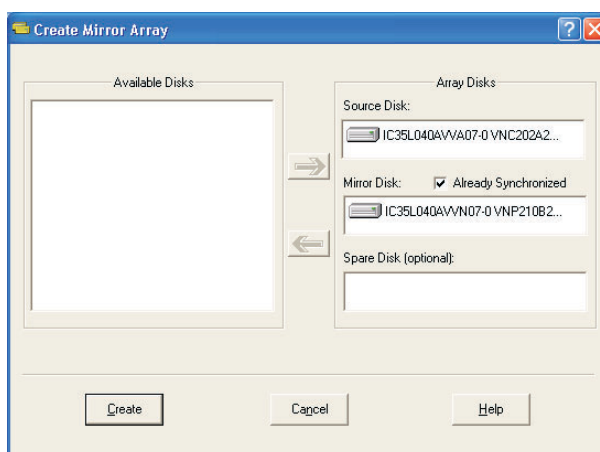 Create Mirror Array
Available Disks
Array Disks
Source Disk:
IC35L040AVVA07-0 VNC202A2...
Mirror Disk:
Already Synchronized
IC35L040AVVN07-0 VNP210B2...
Spare Disk (optional):
Create
Cancel
Help